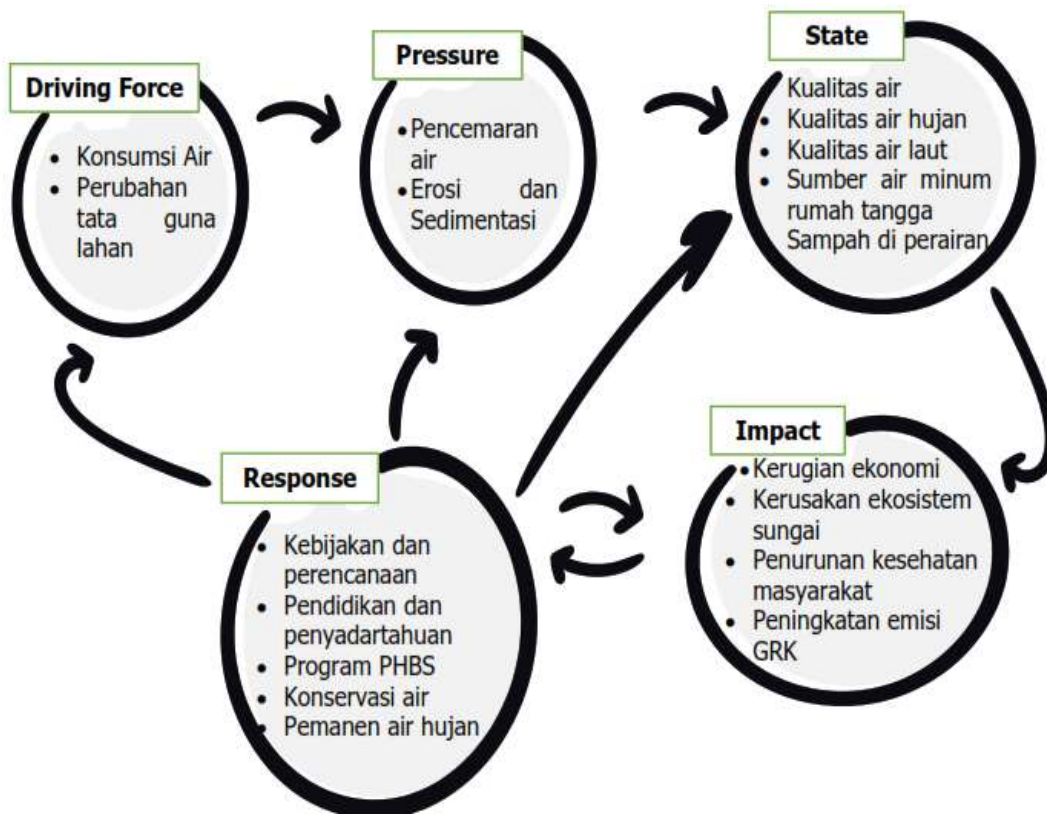 Driving Force
• Konsumsi Air
• Perubahan
tata guna
lahan
Pressure
• Pencemaran
air
• Erosi dan
Sedimentasi
State
Kualitas air
• Kualitas air hujan
• Kualitas air laut
• Sumber air minum
rumah tangga
Sampah di perairan
Response
• Kebijakan dan
perencanaan
• Pendidikan dan
penyadartahuan
• Program PHBS
• Konservasi air
• Pemanen air hujan
Impact
• Kerugian ekonomi
• Kerusakan ekosistem
sungai
• Penurunan kesehatan
masyarakat
• Peningkatan emisi
GRK